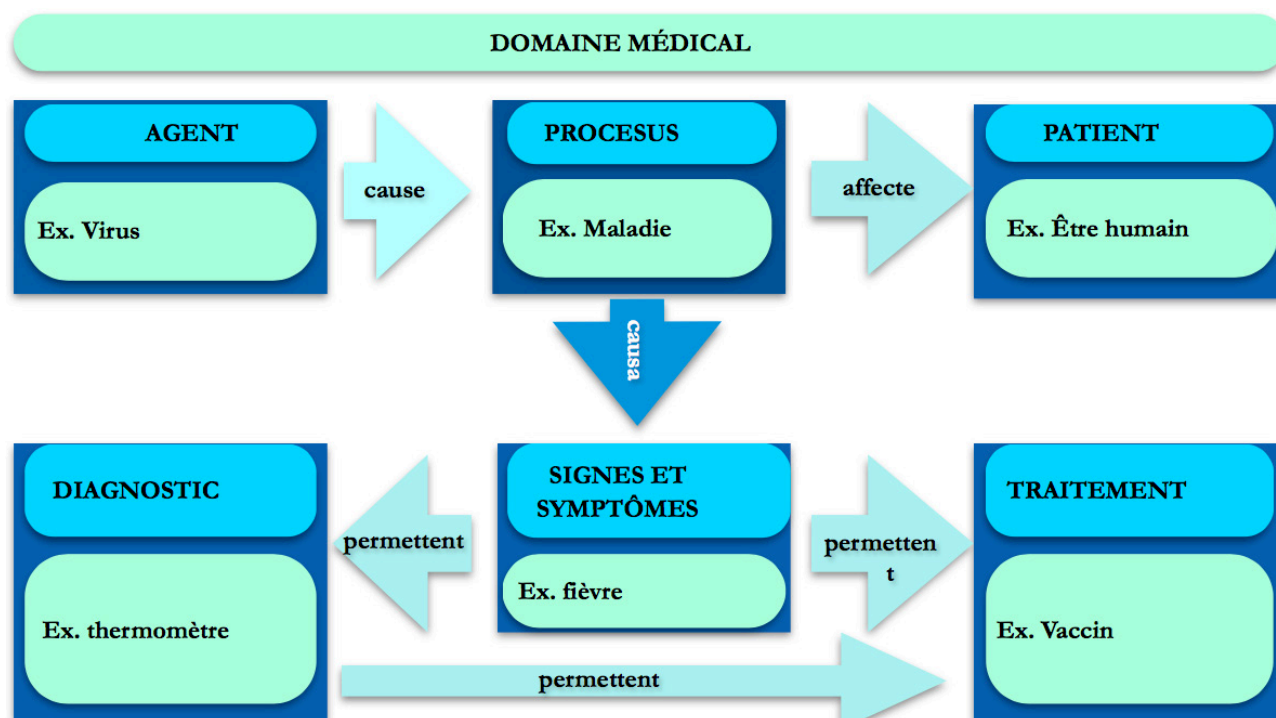 DOMAINE MÉDICAL
AGENT
Ex. Virus
cause
PROCESUS
Ex. Maladie
affecte
PATIENT
Ex. Être humain
causa
DIAGNOSTIC
Ex. thermomètre
permettent
SIGNES ET
SYMPTÔMES
Ex. fièvre
permetten
t
TRAITEMENT
Ex. Vaccin
permettent